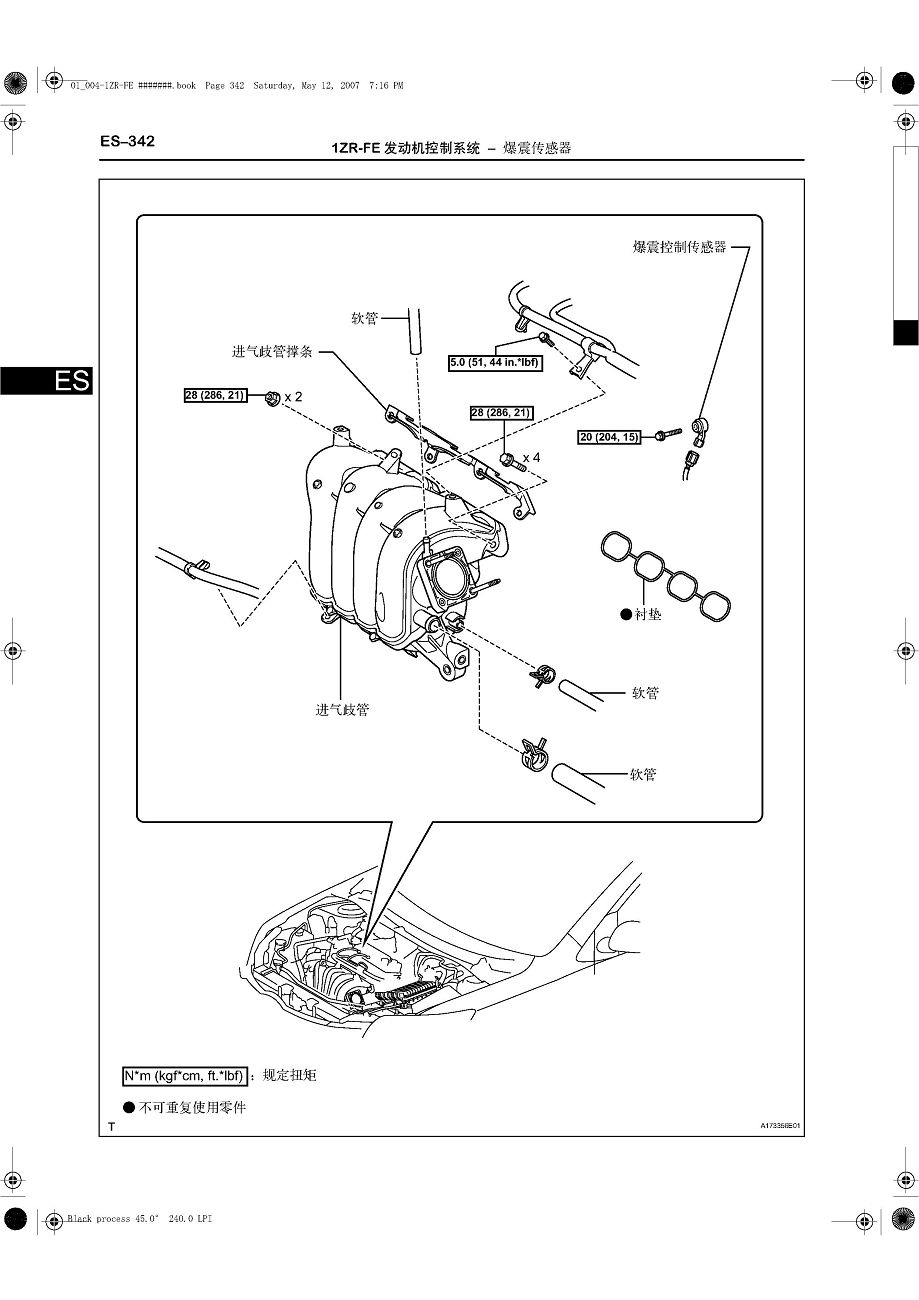 01_004-1ZR-FE #######.book Page 342 Saturday, May 12, 2007 7:16 PM
ES–342
1ZR-FE 发动机控制系统 – 爆震传感器
爆震控制传感器
软管
进气歧管撑条
5.0 (51, 44 in.*lbf)
ES
28 (286, 21)
x 2
28 (286, 21)
20 (204, 15)
x 4
●衬垫
软管
进气歧管
软管
N*m (kgf*cm, ft.*lbf) : 规定扭矩
● 不可重复使用零件
T
A173356E01
Black process 45.0° 240.0 LPI